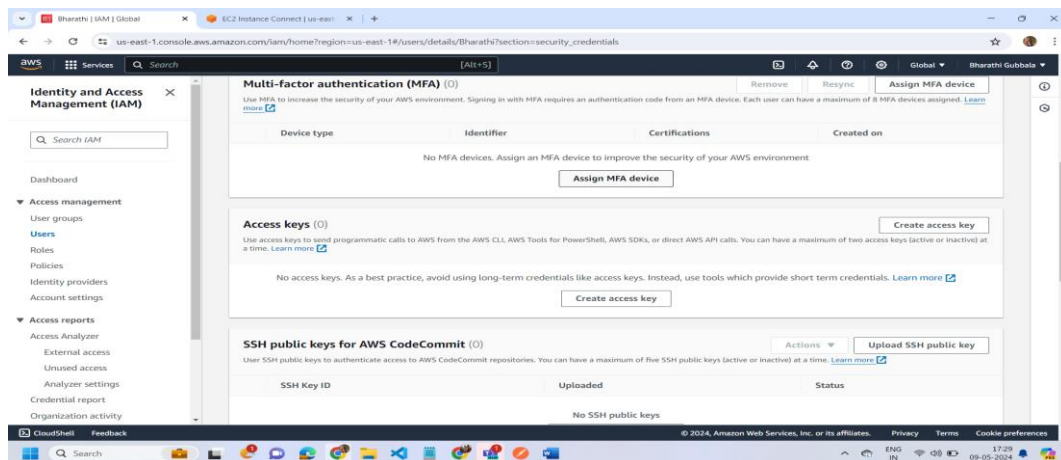 Bharathi | IAM | Global
EC2 Instance Connect | us-east
us-east-1.console.aws.amazon.com/iam/home?region=us-east-1#/users/details/Bharathi?section=security_credentials
aws Services Search [Alt+S] Global Bharathi Gubbala
Identity and Access
Management (IAM)
Search IAM
Dashboard
Access management
User groups
Users
Roles
Policies
Identity providers
Account settings
Access reports
Access Analyzer
External access
Unused access
Analyzer settings
Credential report
Organization activity
Multi-factor authentication (MFA) (0) Remove Resync Assign MFA device
Use MFA to increase the security of your AWS environment. Signing in with MFA requires an authentication code from an MFA device. Each user can have a maximum of 8 MFA devices assigned. Learn
more
Device type Identifier Certifications Created on
No MFA devices. Assign an MFA device to improve the security of your AWS environment
Assign MFA device
Access keys (0) Create access key
Use access keys to send programmatic calls to AWS from the AWS CLI, AWS Tools for PowerShell, AWS SDKs, or direct AWS API calls. You can have a maximum of two access keys (active or inactive) at
a time. Learn more
No access keys. As a best practice, avoid using long-term credentials like access keys. Instead, use tools which provide short term credentials. Learn more
Create access key
SSH public keys for AWS CodeCommit (0) Actions Upload SSH public key
User SSH public keys to authenticate access to AWS CodeCommit repositories. You can have a maximum of five SSH public keys (active or inactive) at a time. Learn more
SSH Key ID Uploaded Status
No SSH public keys
CloudShell Feedback © 2024, Amazon Web Services, Inc. or its affiliates. Privacy Terms Cookie preferences
Search ENG 17:29
IN 09-05-2024